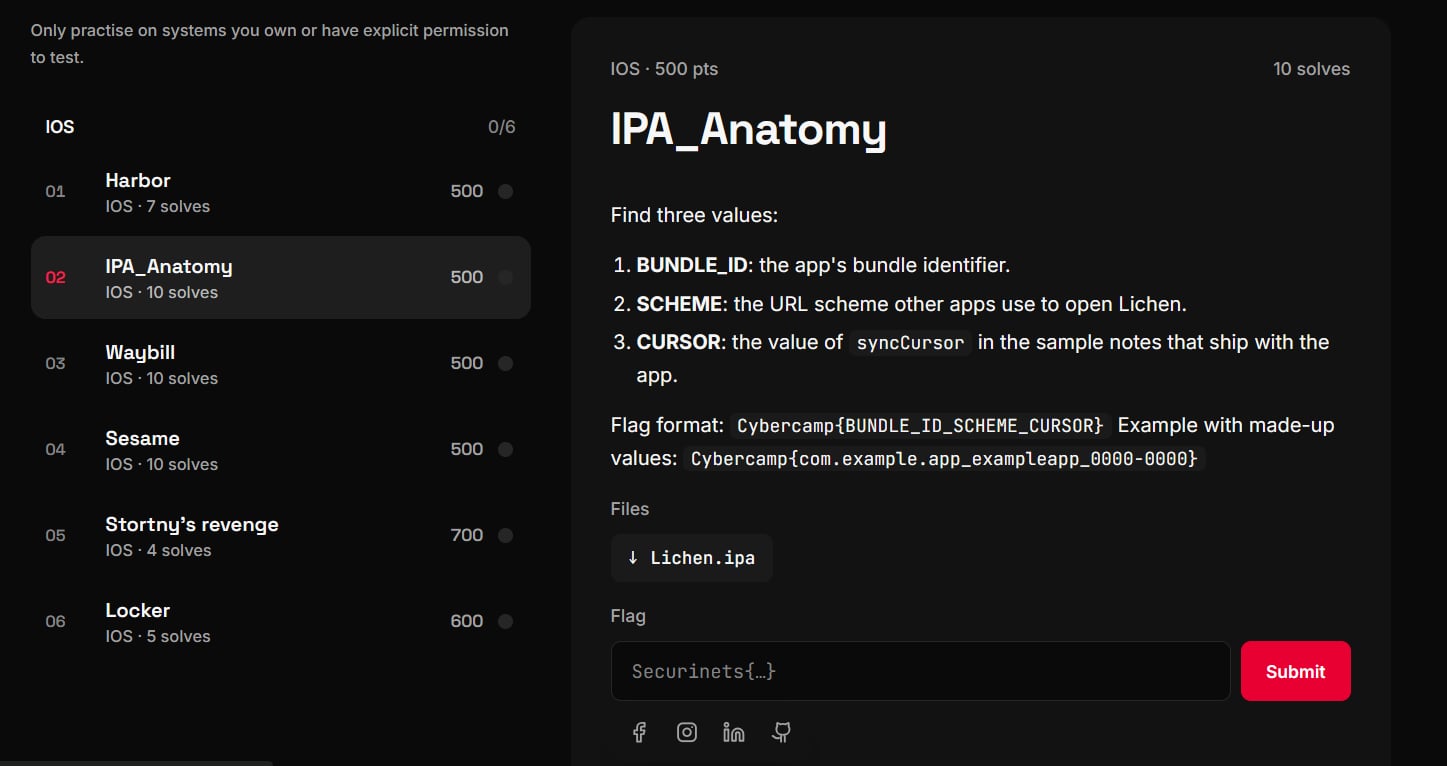 Only practise on systems you own or have explicit permission
to test.
IOS 0/6
01 Harbor 500
IOS · 7 solves
02 IPA_Anatomy 500
IOS · 10 solves
03 Waybill 500
IOS · 10 solves
04 Sesame 500
IOS · 10 solves
05 Stortny's revenge 700
IOS · 4 solves
06 Locker 600
IOS · 5 solves
IOS · 500 pts 10 solves
IPA_Anatomy
Find three values:
1. BUNDLE_ID: the app's bundle identifier.
2. SCHEME: the URL scheme other apps use to open Lichen.
3. CURSOR: the value of syncCursor in the sample notes that ship with the
app.
Flag format: Cybercamp{BUNDLE_ID_SCHEME_CURSOR} Example with made-up
values: Cybercamp{com.example.app_exampleapp_0000-0000}
Files
↓ Lichen.ipa
Flag
Securinets{…}
Submit